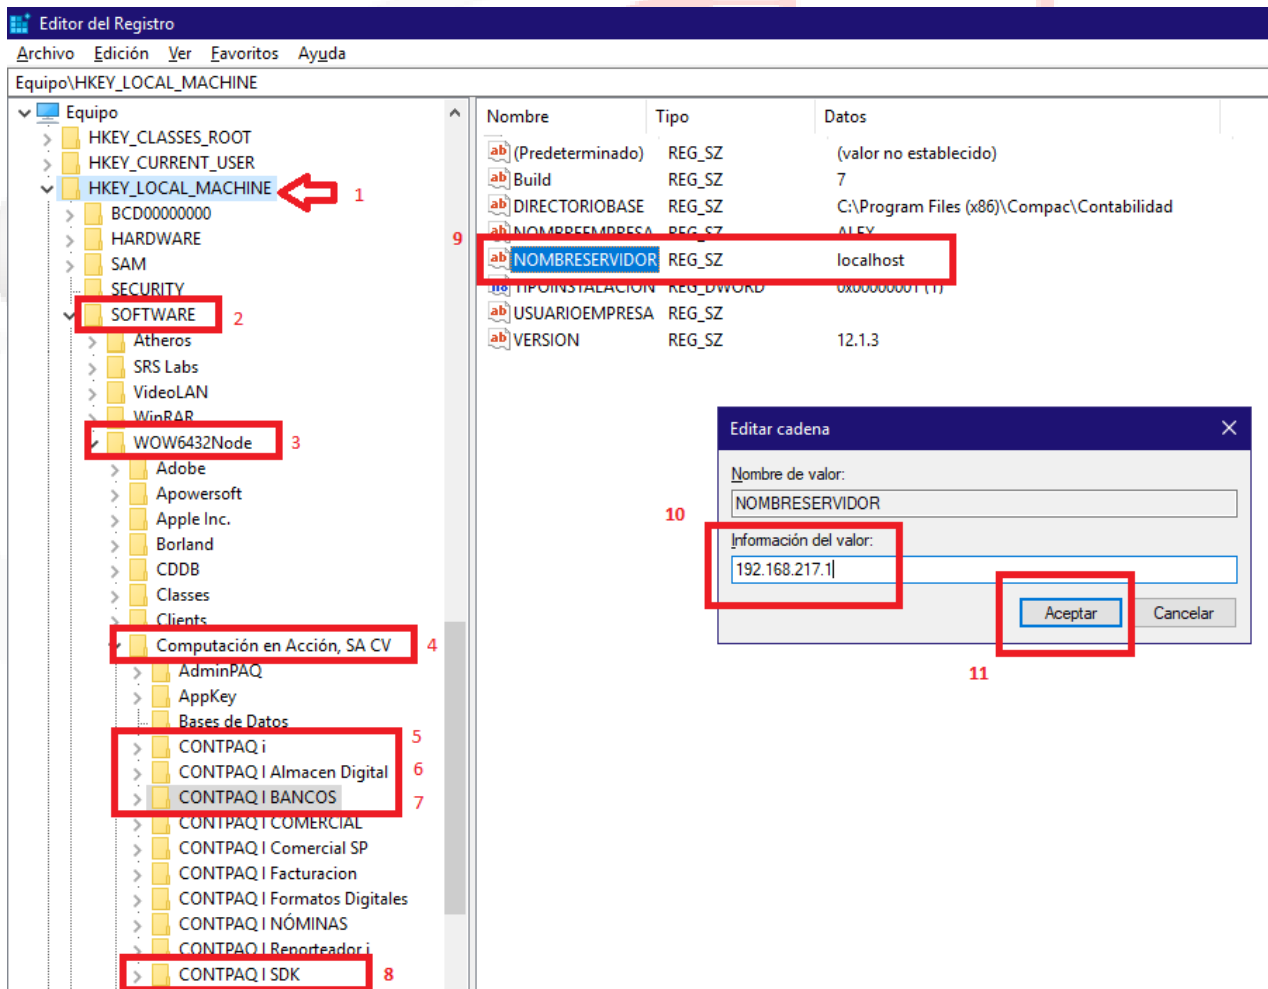 Editor del Registro
Archivo Edición Ver Favoritos Ayuda
Equipo\HKEY_LOCAL_MACHINE
Equipo
HKEY_CLASSES_ROOT
HKEY_CURRENT_USER
HKEY_LOCAL_MACHINE 1
BCD00000000
HARDWARE
SAM
SECURITY
SOFTWARE 2
Atheros
SRS Labs
VideoLAN
WinRAR
WOW6432Node 3
Adobe
Apowersoft
Apple Inc.
Borland
CDDB
Classes
Clients
Computación en Acción, SA CV 4
AdminPAQ
AppKey
Bases de Datos
CONTPAQ i 5
CONTPAQ I Almacen Digital 6
CONTPAQ I BANCOS 7
CONTPAQ I COMERCIAL
CONTPAQ I Comercial SP
CONTPAQ I Facturacion
CONTPAQ I Formatos Digitales
CONTPAQ I NÓMINAS
CONTPAQ I Reporteador i
CONTPAQ I SDK 8
Nombre Tipo Datos
(Predeterminado) REG_SZ (valor no establecido)
Build REG_SZ 7
DIRECTORIOBASE REG_SZ C:\Program Files (x86)\Compac\Contabilidad
NOMBREEMPRESA REG_SZ ALEX
9 NOMBRESERVIDOR REG_SZ localhost
TIPOINSTALACION REG_DWORD 0x00000001 (1)
USUARIOEMPRESA REG_SZ
VERSION REG_SZ 12.1.3
Editar cadena
Nombre de valor:
NOMBRESERVIDOR
10
Información del valor:
192.168.217.1
Aceptar Cancelar
11